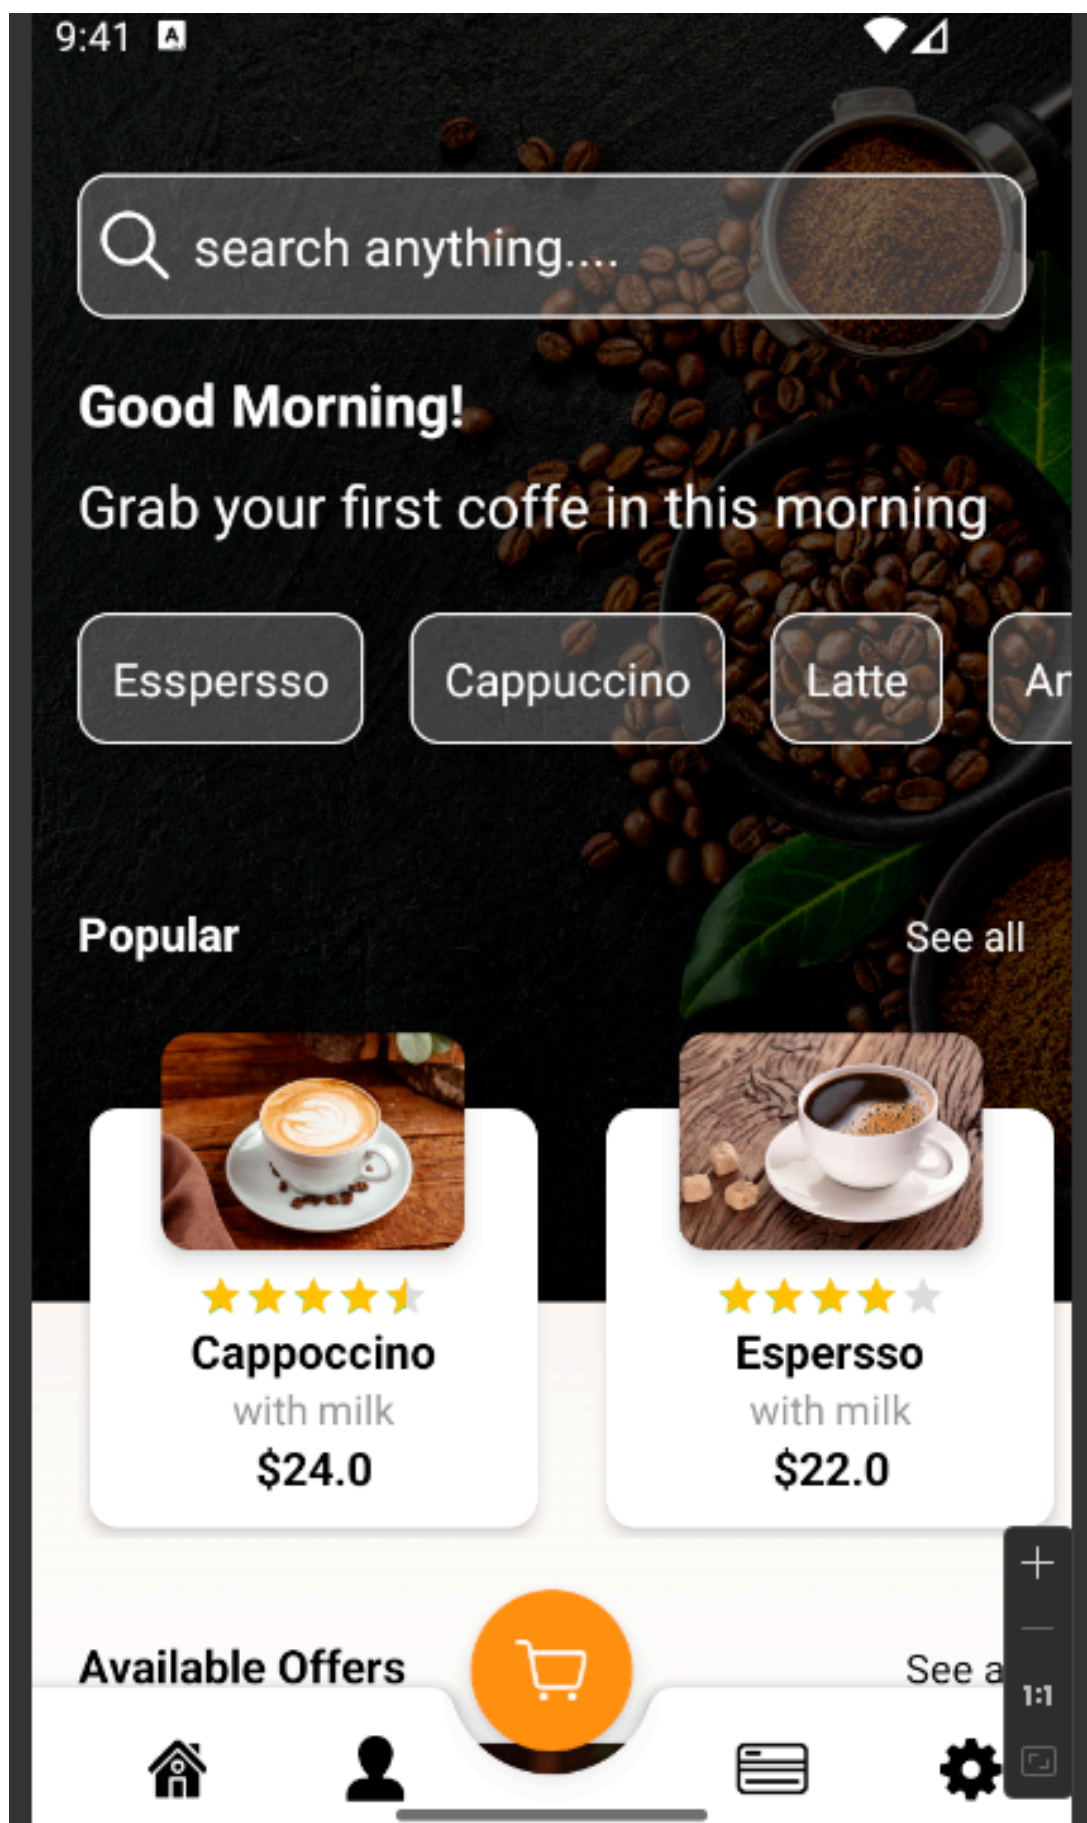 9:41 A
search anything....
Good Morning!
Grab your first coffe in this morning
Esspersso Cappuccino Latte
Popular See all
Cappoccino Espersso
with milk with milk
$24.0 $22.0
Available Offers See
1:1